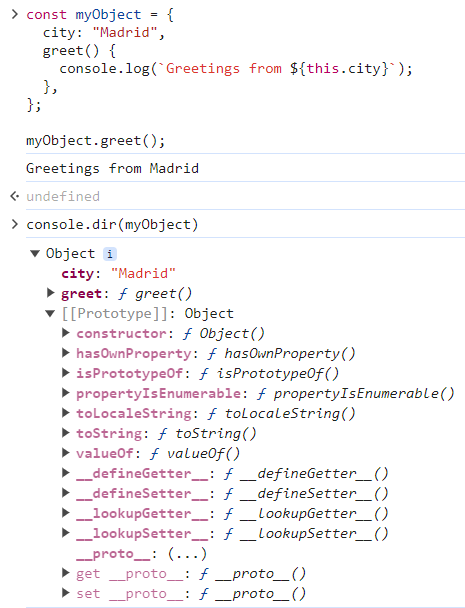 const myObject = {
  city: "Madrid",
  greet() {
    console.log(`Greetings from ${this.city}`);
  },
};

myObject.greet();
Greetings from Madrid
undefined
console.dir(myObject)
Object i
city: "Madrid"
greet: ƒ greet()
[[Prototype]]: Object
constructor: ƒ Object()
hasOwnProperty: ƒ hasOwnProperty()
isPrototypeOf: ƒ isPrototypeOf()
propertyIsEnumerable: ƒ propertyIsEnumerable()
toLocaleString: ƒ toLocaleString()
toString: ƒ toString()
valueOf: ƒ valueOf()
__defineGetter__: ƒ __defineGetter__()
__defineSetter__: ƒ __defineSetter__()
__lookupGetter__: ƒ __lookupGetter__()
__lookupSetter__: ƒ __lookupSetter__()
__proto__: (...)
get __proto__: ƒ __proto__()
set __proto__: ƒ __proto__()